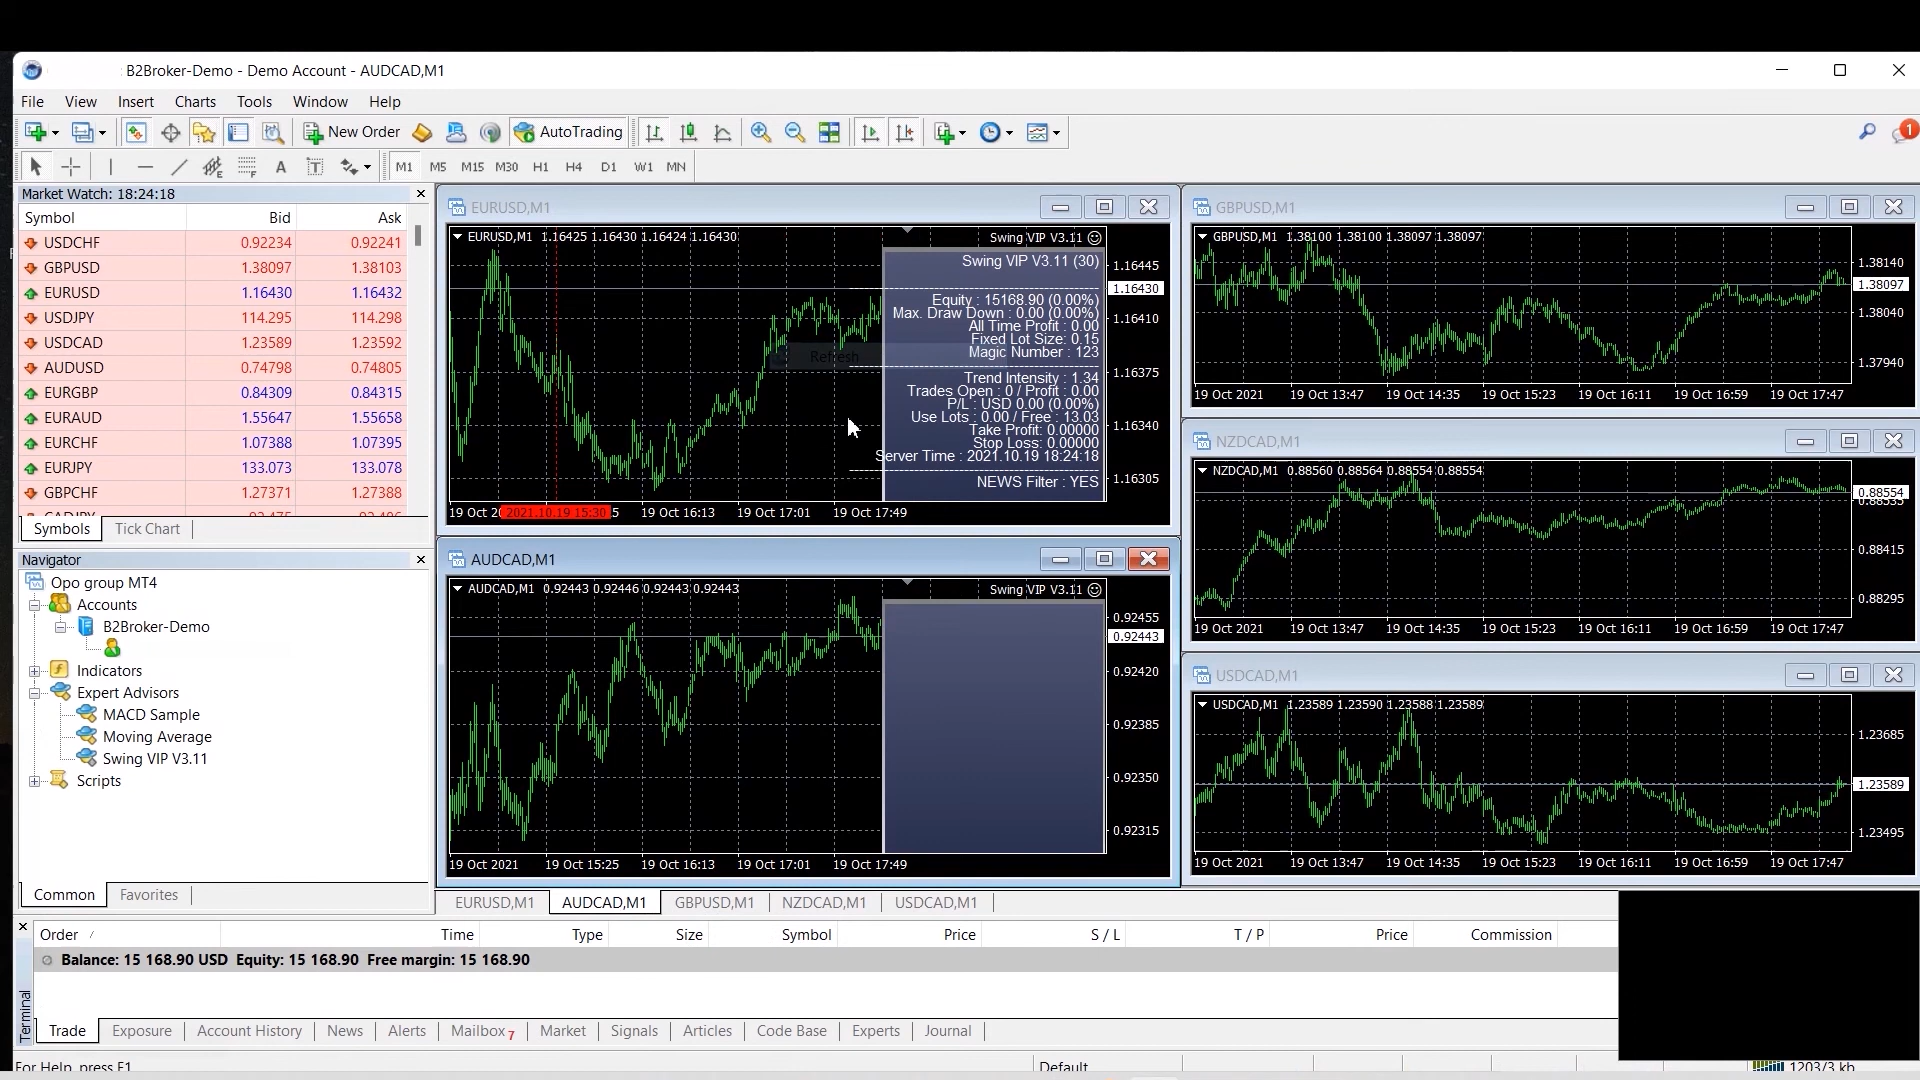 B2Broker-Demo - Demo Account - AUDCAD,M1
File View Insert Charts Tools Window Help
New Order AutoTrading
1
A T M1 M5 M15 M30 H1 H4 D1 W1 MN
Market Watch: 18:24:18
Symbol Bid Ask
USDCHF 0.92234 0.92241
GBPUSD 1.38097 1.38103
EURUSD 1.16430 1.16432
USDJPY 114.295 114.298
USDCAD 1.23589 1.23592
AUDUSD 0.74798 0.74805
EURGBP 0.84309 0.84315
EURAUD 1.55647 1.55658
EURCHF 1.07388 1.07395
EURJPY 133.073 133.078
GBPCHF 1.27371 1.27388
Symbols Tick Chart
Navigator
Opo group MT4
Accounts
B2Broker-Demo
Indicators
Expert Advisors
MACD Sample
Moving Average
Swing VIP V3.11
Scripts
Common Favorites
EURUSD,M1
EURUSD,M1 1.16425 1.16430 1.16424 1.16430
Swing VIP V3.11
Swing VIP V3.11 (30)
Equity : 15168.90 (0.00%)
Max. Draw Down : 0.00 (0.00%)
All Time Profit : 0.00
Fixed Lot Size: 0.15
Magic Number : 123
Refresh
Trend Intensity : 1.34
Trades Open : 0 / Profit : 0.00
P/L : USD 0.00 (0.00%)
Use Lots : 0.00 / Free : 13.03
Take Profit: 0.00000
Stop Loss: 0.00000
Server Time : 2021.10.19 18:24:18
NEWS Filter : YES
1.16445
1.16430
1.16410
1.16375
1.16340
1.16305
19 Oct 20 2021.10.19 15:30 5 19 Oct 16:13 19 Oct 17:01 19 Oct 17:49
AUDCAD,M1
AUDCAD,M1 0.92443 0.92446 0.92443 0.92443
Swing VIP V3.11
0.92455
0.92443
0.92420
0.92385
0.92350
0.92315
19 Oct 2021 19 Oct 15:25 19 Oct 16:13 19 Oct 17:01 19 Oct 17:49
GBPUSD,M1
GBPUSD,M1 1.38100 1.38100 1.38097 1.38097
1.38140
1.38097
1.38040
1.37940
19 Oct 2021 19 Oct 13:47 19 Oct 14:35 19 Oct 15:23 19 Oct 16:11 19 Oct 16:59 19 Oct 17:47
NZDCAD,M1
NZDCAD,M1 0.88560 0.88564 0.88554 0.88554
0.88554
0.88415
0.88295
19 Oct 2021 19 Oct 13:47 19 Oct 14:35 19 Oct 15:23 19 Oct 16:11 19 Oct 16:59 19 Oct 17:47
USDCAD,M1
USDCAD,M1 1.23589 1.23590 1.23588 1.23589
1.23685
1.23589
1.23495
19 Oct 2021 19 Oct 13:47 19 Oct 14:35 19 Oct 15:23 19 Oct 16:11 19 Oct 16:59 19 Oct 17:47
EURUSD,M1 AUDCAD,M1 GBPUSD,M1 NZDCAD,M1 USDCAD,M1
Order / Time Type Size Symbol Price S / L T / P Price Commission
Balance: 15 168.90 USD Equity: 15 168.90 Free margin: 15 168.90
Terminal
Trade Exposure Account History News Alerts Mailbox 7 Market Signals Articles Code Base Experts Journal
For Help, press F1 Default 1203/3 kb